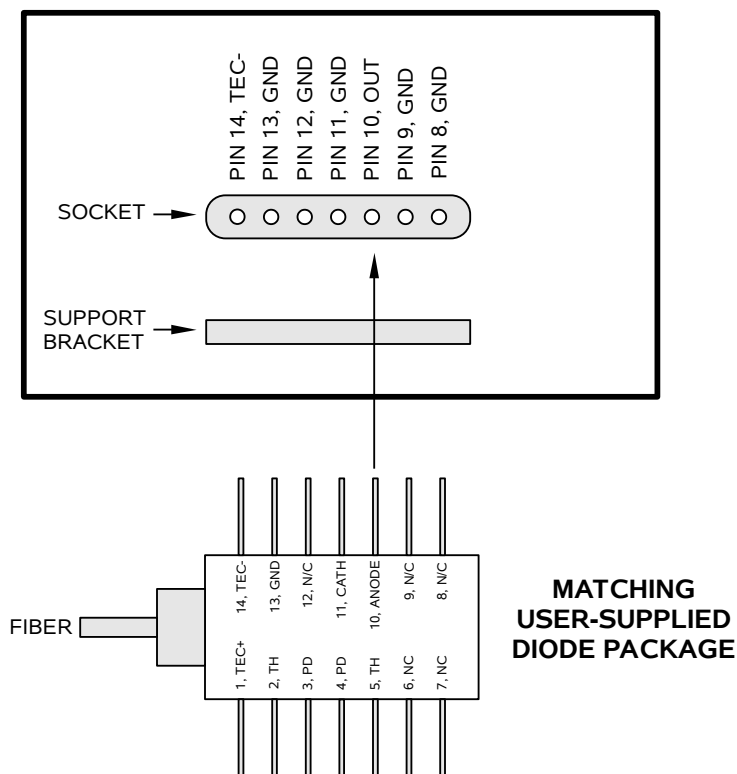 PIN 14, TEC-
PIN 13, GND
PIN 12, GND
PIN 11, GND
PIN 10, OUT
PIN 9, GND
PIN 8, GND
SOCKET
SUPPORT
BRACKET
14, TEC-
13, GND
12, N/C
11, CATH
10, ANODE
9, N/C
8, N/C
FIBER
1, TEC+
2, TH
3, PD
4, PD
5, TH
6, NC
7, NC
MATCHING
USER-SUPPLIED
DIODE PACKAGE